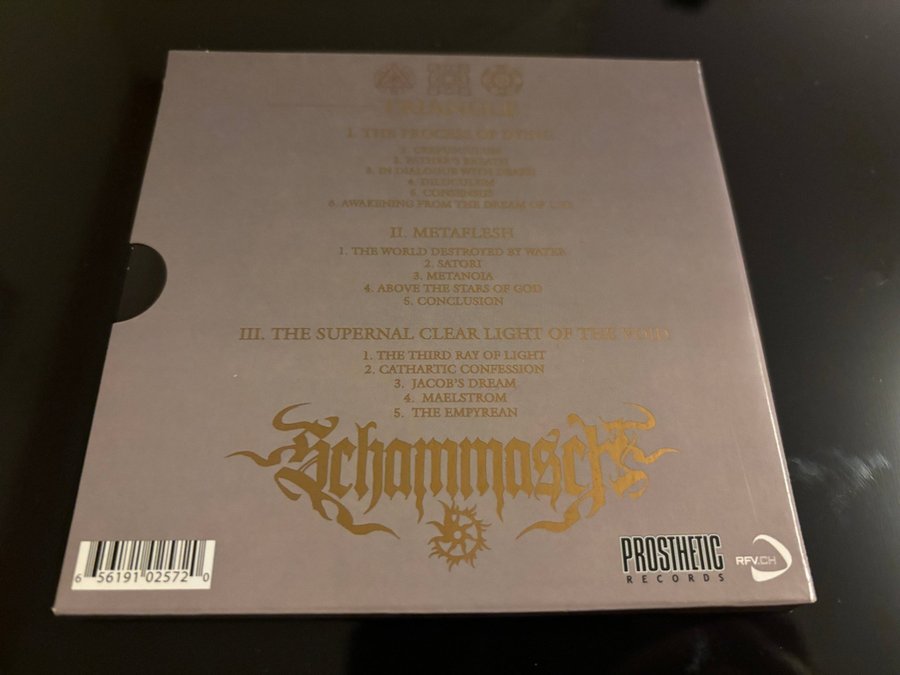 TRIANGLE
I. THE PROCESS OF DYING
1. CREPUSCULUM
2. FATHER'S BREATH
3. IN DIALOGUE WITH DEATH
4. DILUCULUM
5. CONSENSUS
6. AWAKENING FROM THE DREAM OF LIFE
II. METAFLESH
1. THE WORLD DESTROYED BY WATER
2. SATORI
3. METANOIA
4. ABOVE THE STARS OF GOD
5. CONCLUSION
III. THE SUPERNAL CLEAR LIGHT OF THE VOID
1. THE THIRD RAY OF LIGHT
2. CATHARTIC CONFESSION
3. JACOB'S DREAM
4. MAELSTROM
5. THE EMPYREAN
Schammasch
6 56191 02572 0
PROSTHETIC
RECORDS
RFV.CH